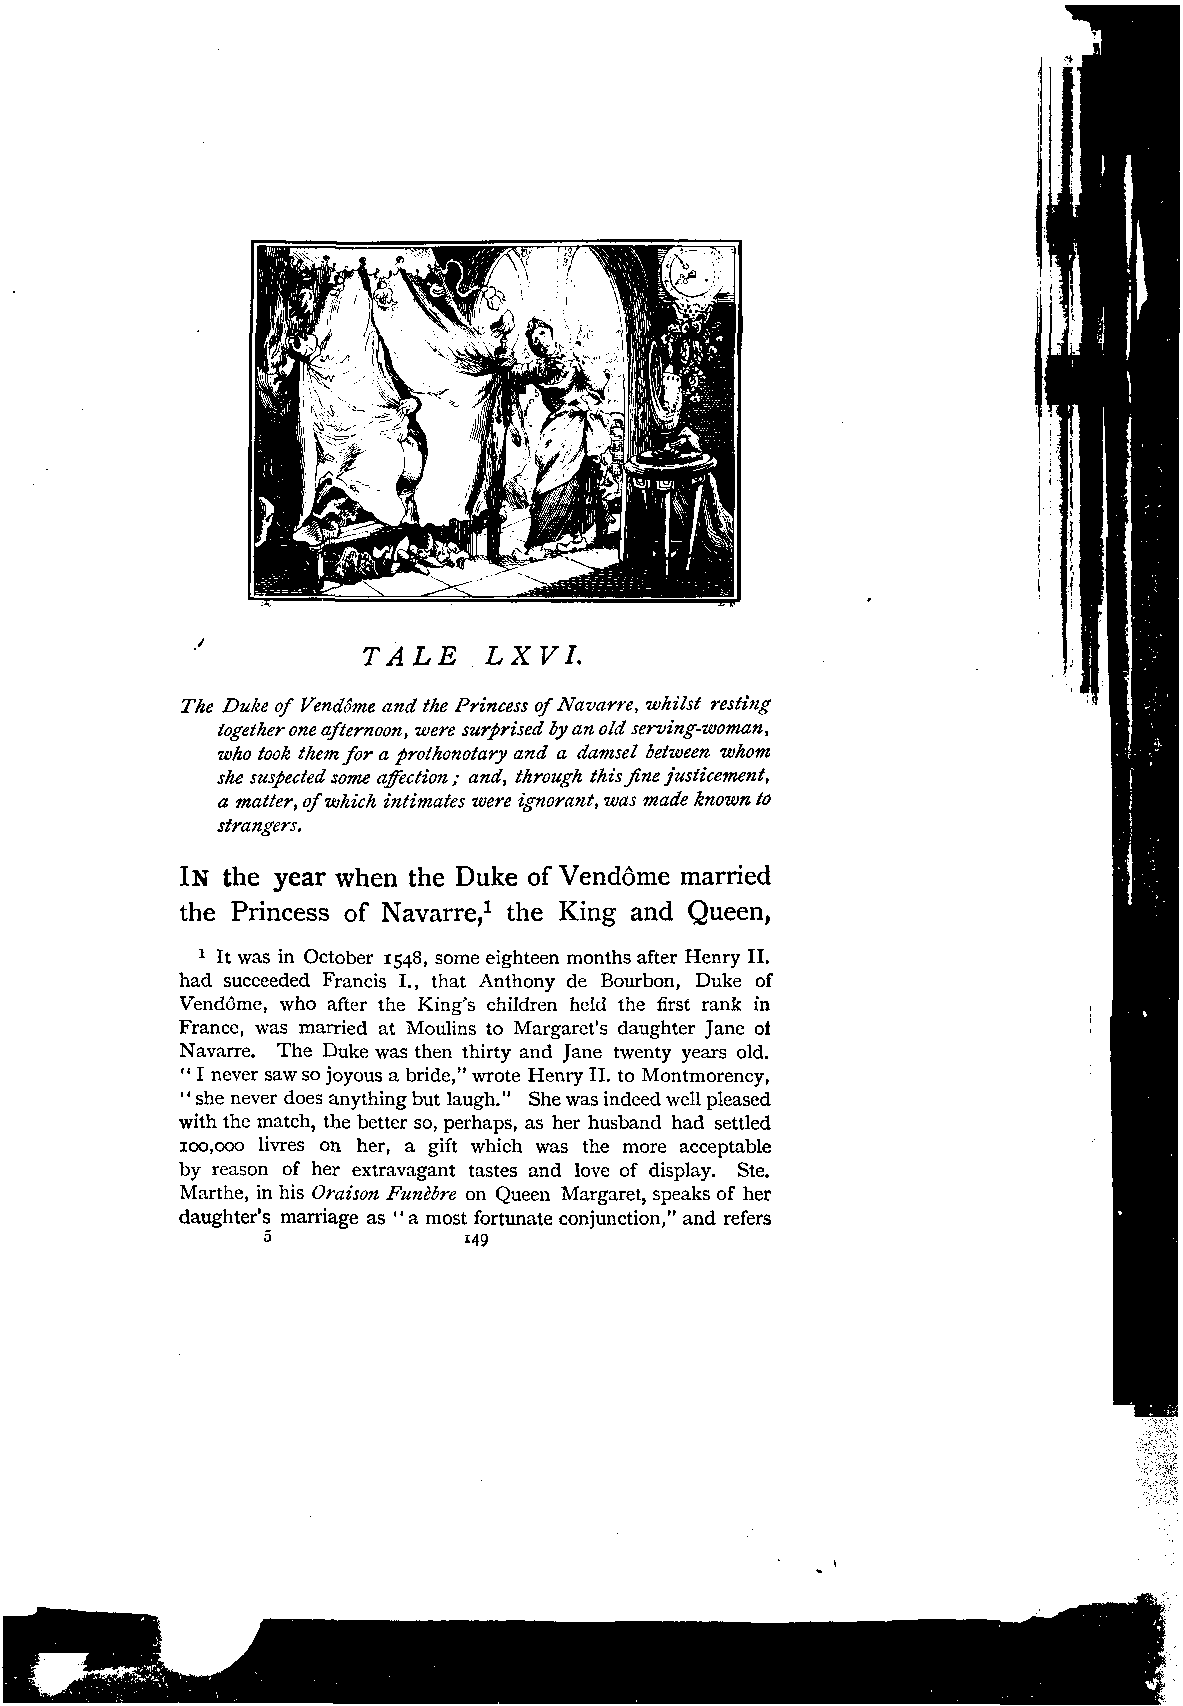 TALE LXVI.
The Duke of Vendôme and the Princess of Navarre, whilst resting
together one afternoon, were surprised by an old serving-woman,
who took them for a prothonotary and a damsel between whom
she suspected some affection; and, through this fine justicement,
a matter, of which intimates were ignorant, was made known to
strangers.
IN the year when the Duke of Vendôme married
the Princess of Navarre,¹ the King and Queen,
¹ It was in October 1548, some eighteen months after Henry II.
had succeeded Francis I., that Anthony de Bourbon, Duke of
Vendôme, who after the King's children held the first rank in
France, was married at Moulins to Margaret's daughter Jane of
Navarre. The Duke was then thirty and Jane twenty years old.
"I never saw so joyous a bride," wrote Henry II. to Montmorency,
"she never does anything but laugh." She was indeed well pleased
with the match, the better so, perhaps, as her husband had settled
100,000 livres on her, a gift which was the more acceptable
by reason of her extravagant tastes and love of display. Ste.
Marthe, in his Oraison Funèbre on Queen Margaret, speaks of her
daughter's marriage as "a most fortunate conjunction," and refers
5 149